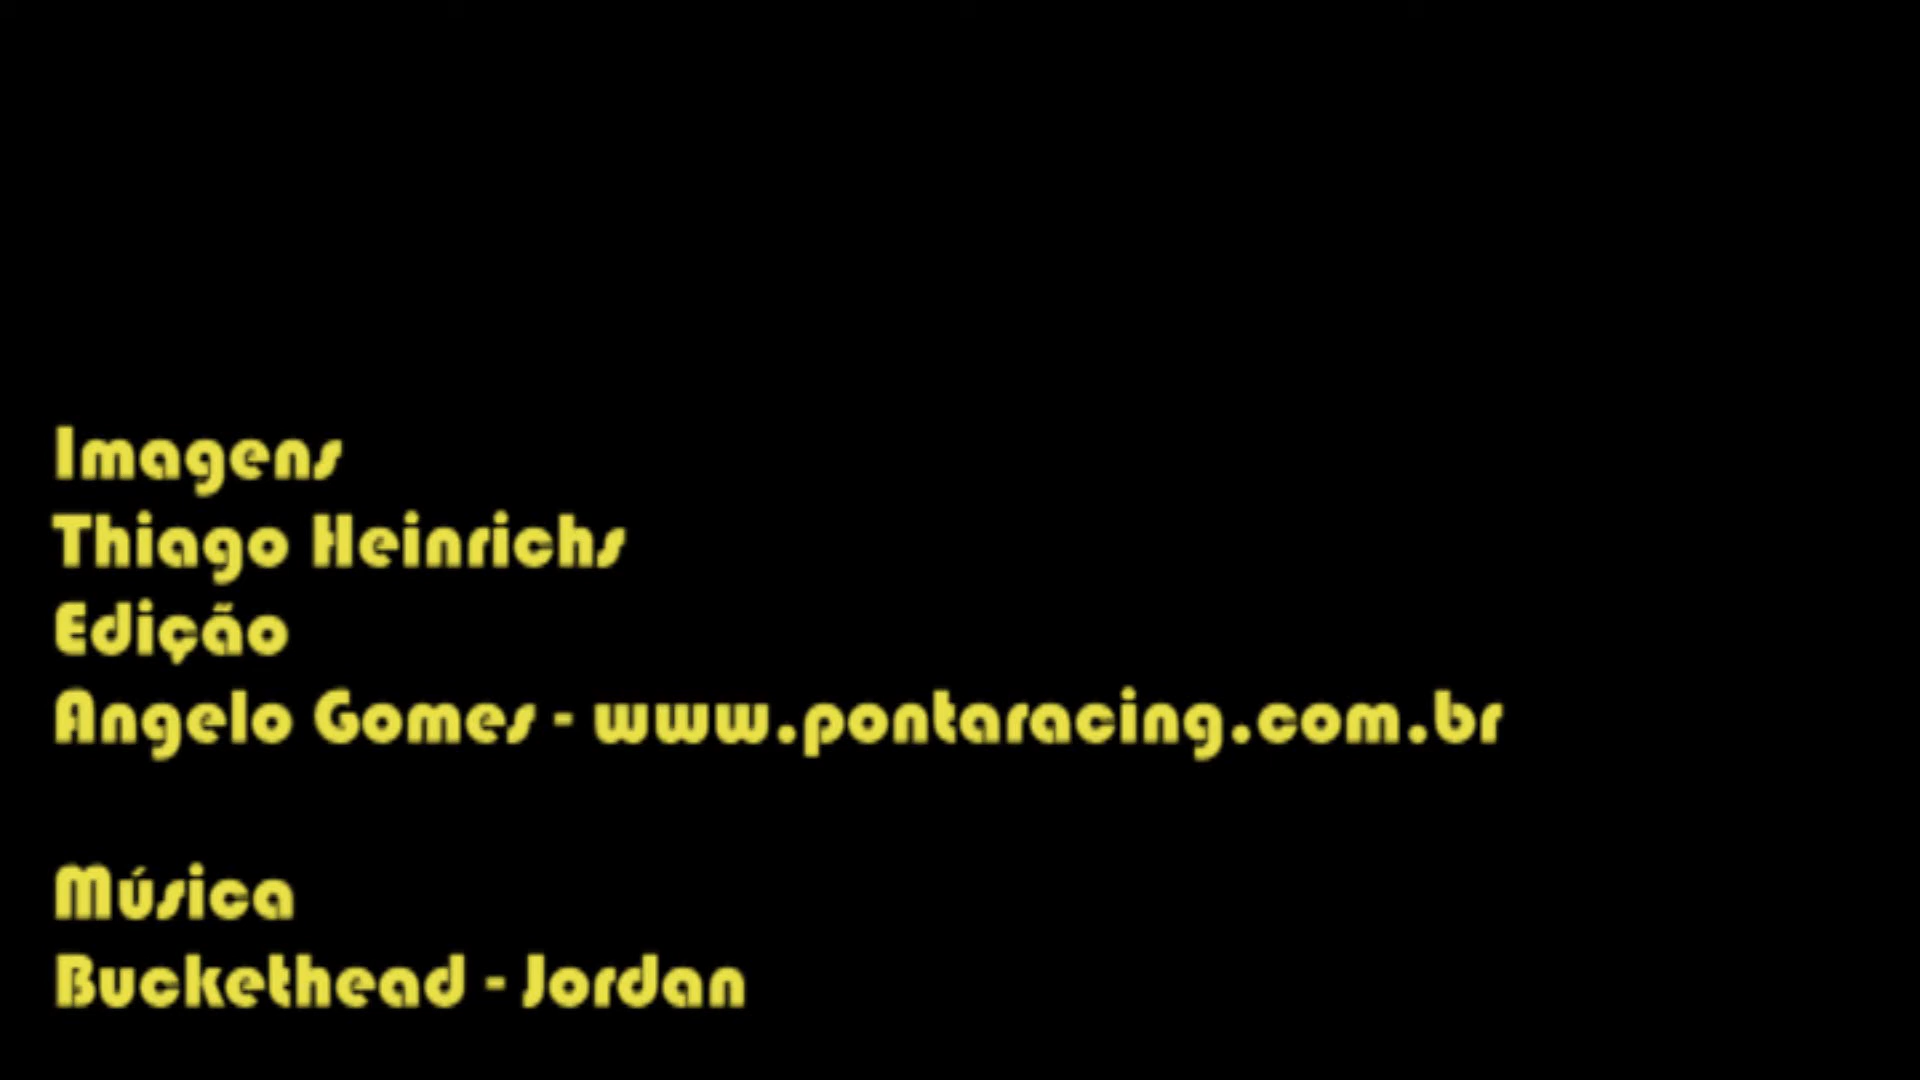 Imagens
Thiago Heinrichs
Edição
Angelo Gomes - www.pontaracing.com.br
Música
Buckethead - Jordan